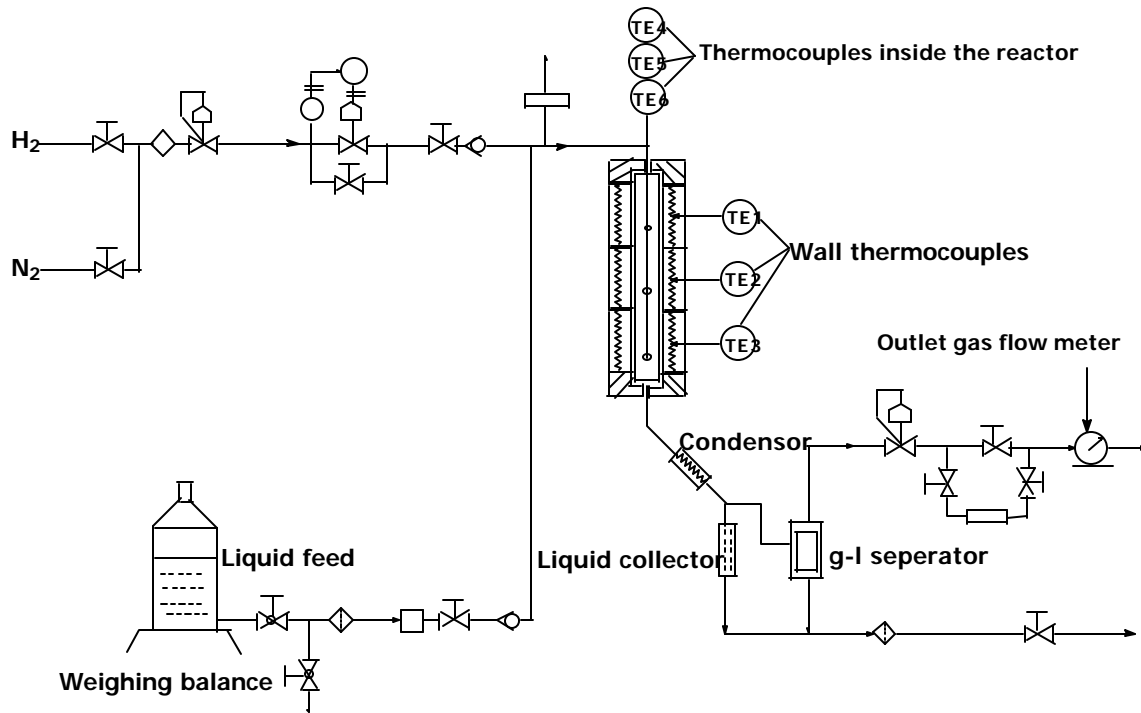 TE4
Thermocouples inside the reactor
TE5
TE6
H2
TE1
Wall thermocouples
N2
TE2
TE3
Outlet gas flow meter
Condensor
Liquid feed
Liquid collector
g-l seperator
Weighing balance